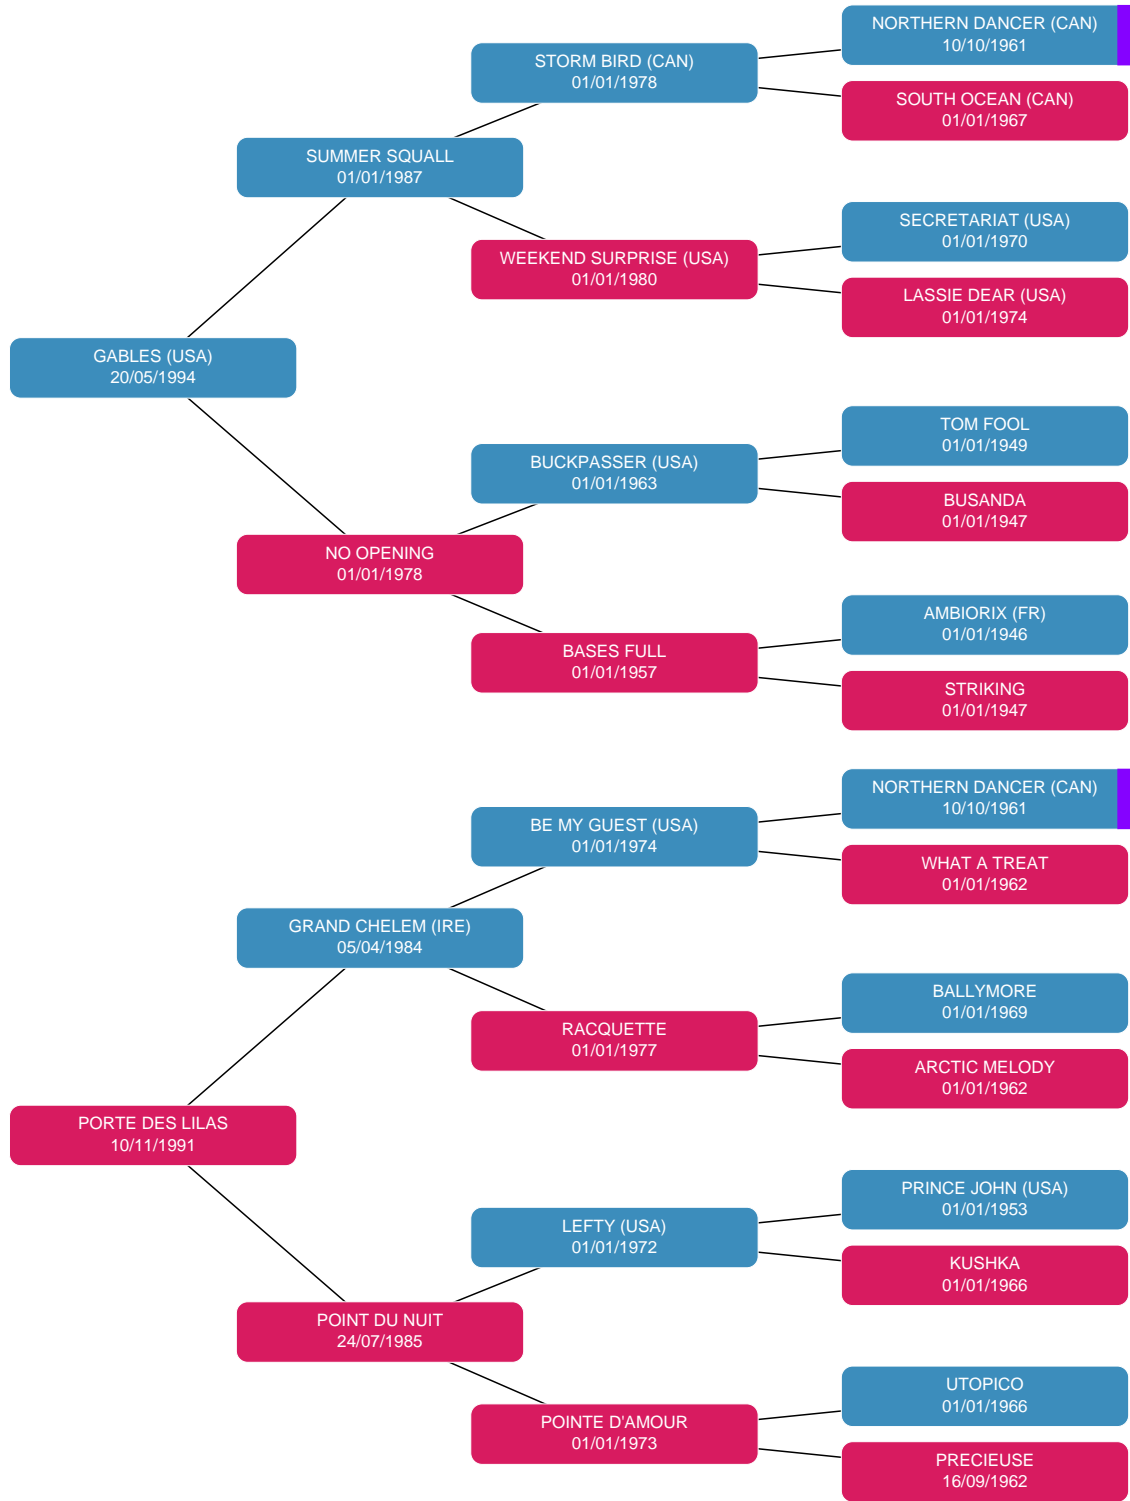 NORTHERN DANCER (CAN)
10/10/1961
STORM BIRD (CAN)
01/01/1978
SOUTH OCEAN (CAN)
01/01/1967
SUMMER SQUALL
01/01/1987
SECRETARIAT (USA)
01/01/1970
WEEKEND SURPRISE (USA)
01/01/1980
LASSIE DEAR (USA)
01/01/1974
GABLES (USA)
20/05/1994
TOM FOOL
01/01/1949
BUCKPASSER (USA)
01/01/1963
BUSANDA
01/01/1947
NO OPENING
01/01/1978
AMBIORIX (FR)
01/01/1946
BASES FULL
01/01/1957
STRIKING
01/01/1947
NORTHERN DANCER (CAN)
10/10/1961
BE MY GUEST (USA)
01/01/1974
WHAT A TREAT
01/01/1962
GRAND CHELEM (IRE)
05/04/1984
BALLYMORE
01/01/1969
RACQUETTE
01/01/1977
ARCTIC MELODY
01/01/1962
PORTE DES LILAS
10/11/1991
PRINCE JOHN (USA)
01/01/1953
LEFTY (USA)
01/01/1972
KUSHKA
01/01/1966
POINT DU NUIT
24/07/1985
UTOPICO
01/01/1966
POINTE D'AMOUR
01/01/1973
PRECIEUSE
16/09/1962